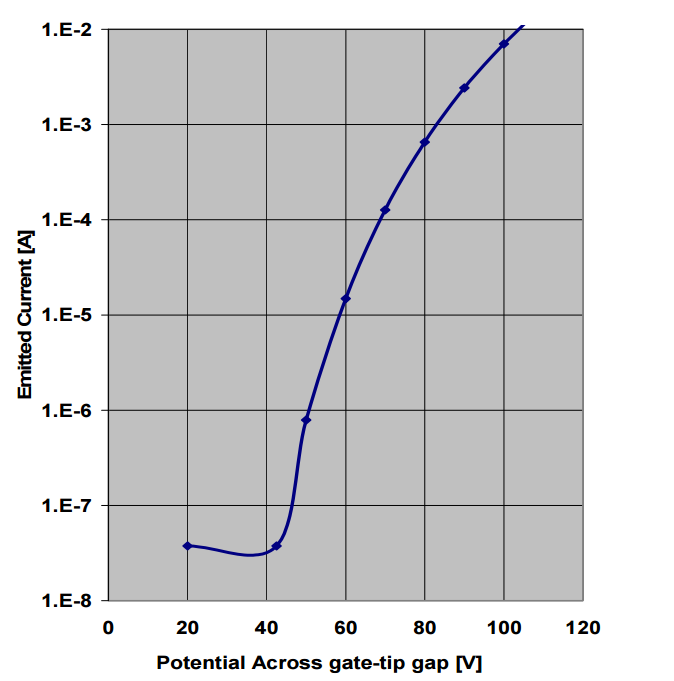 1.E-2
1.E-3
1.E-4
1.E-5
1.E-6
1.E-7
1.E-8
Emitted Current [A]
0 20 40 60 80 100 120
Potential Across gate-tip gap [V]